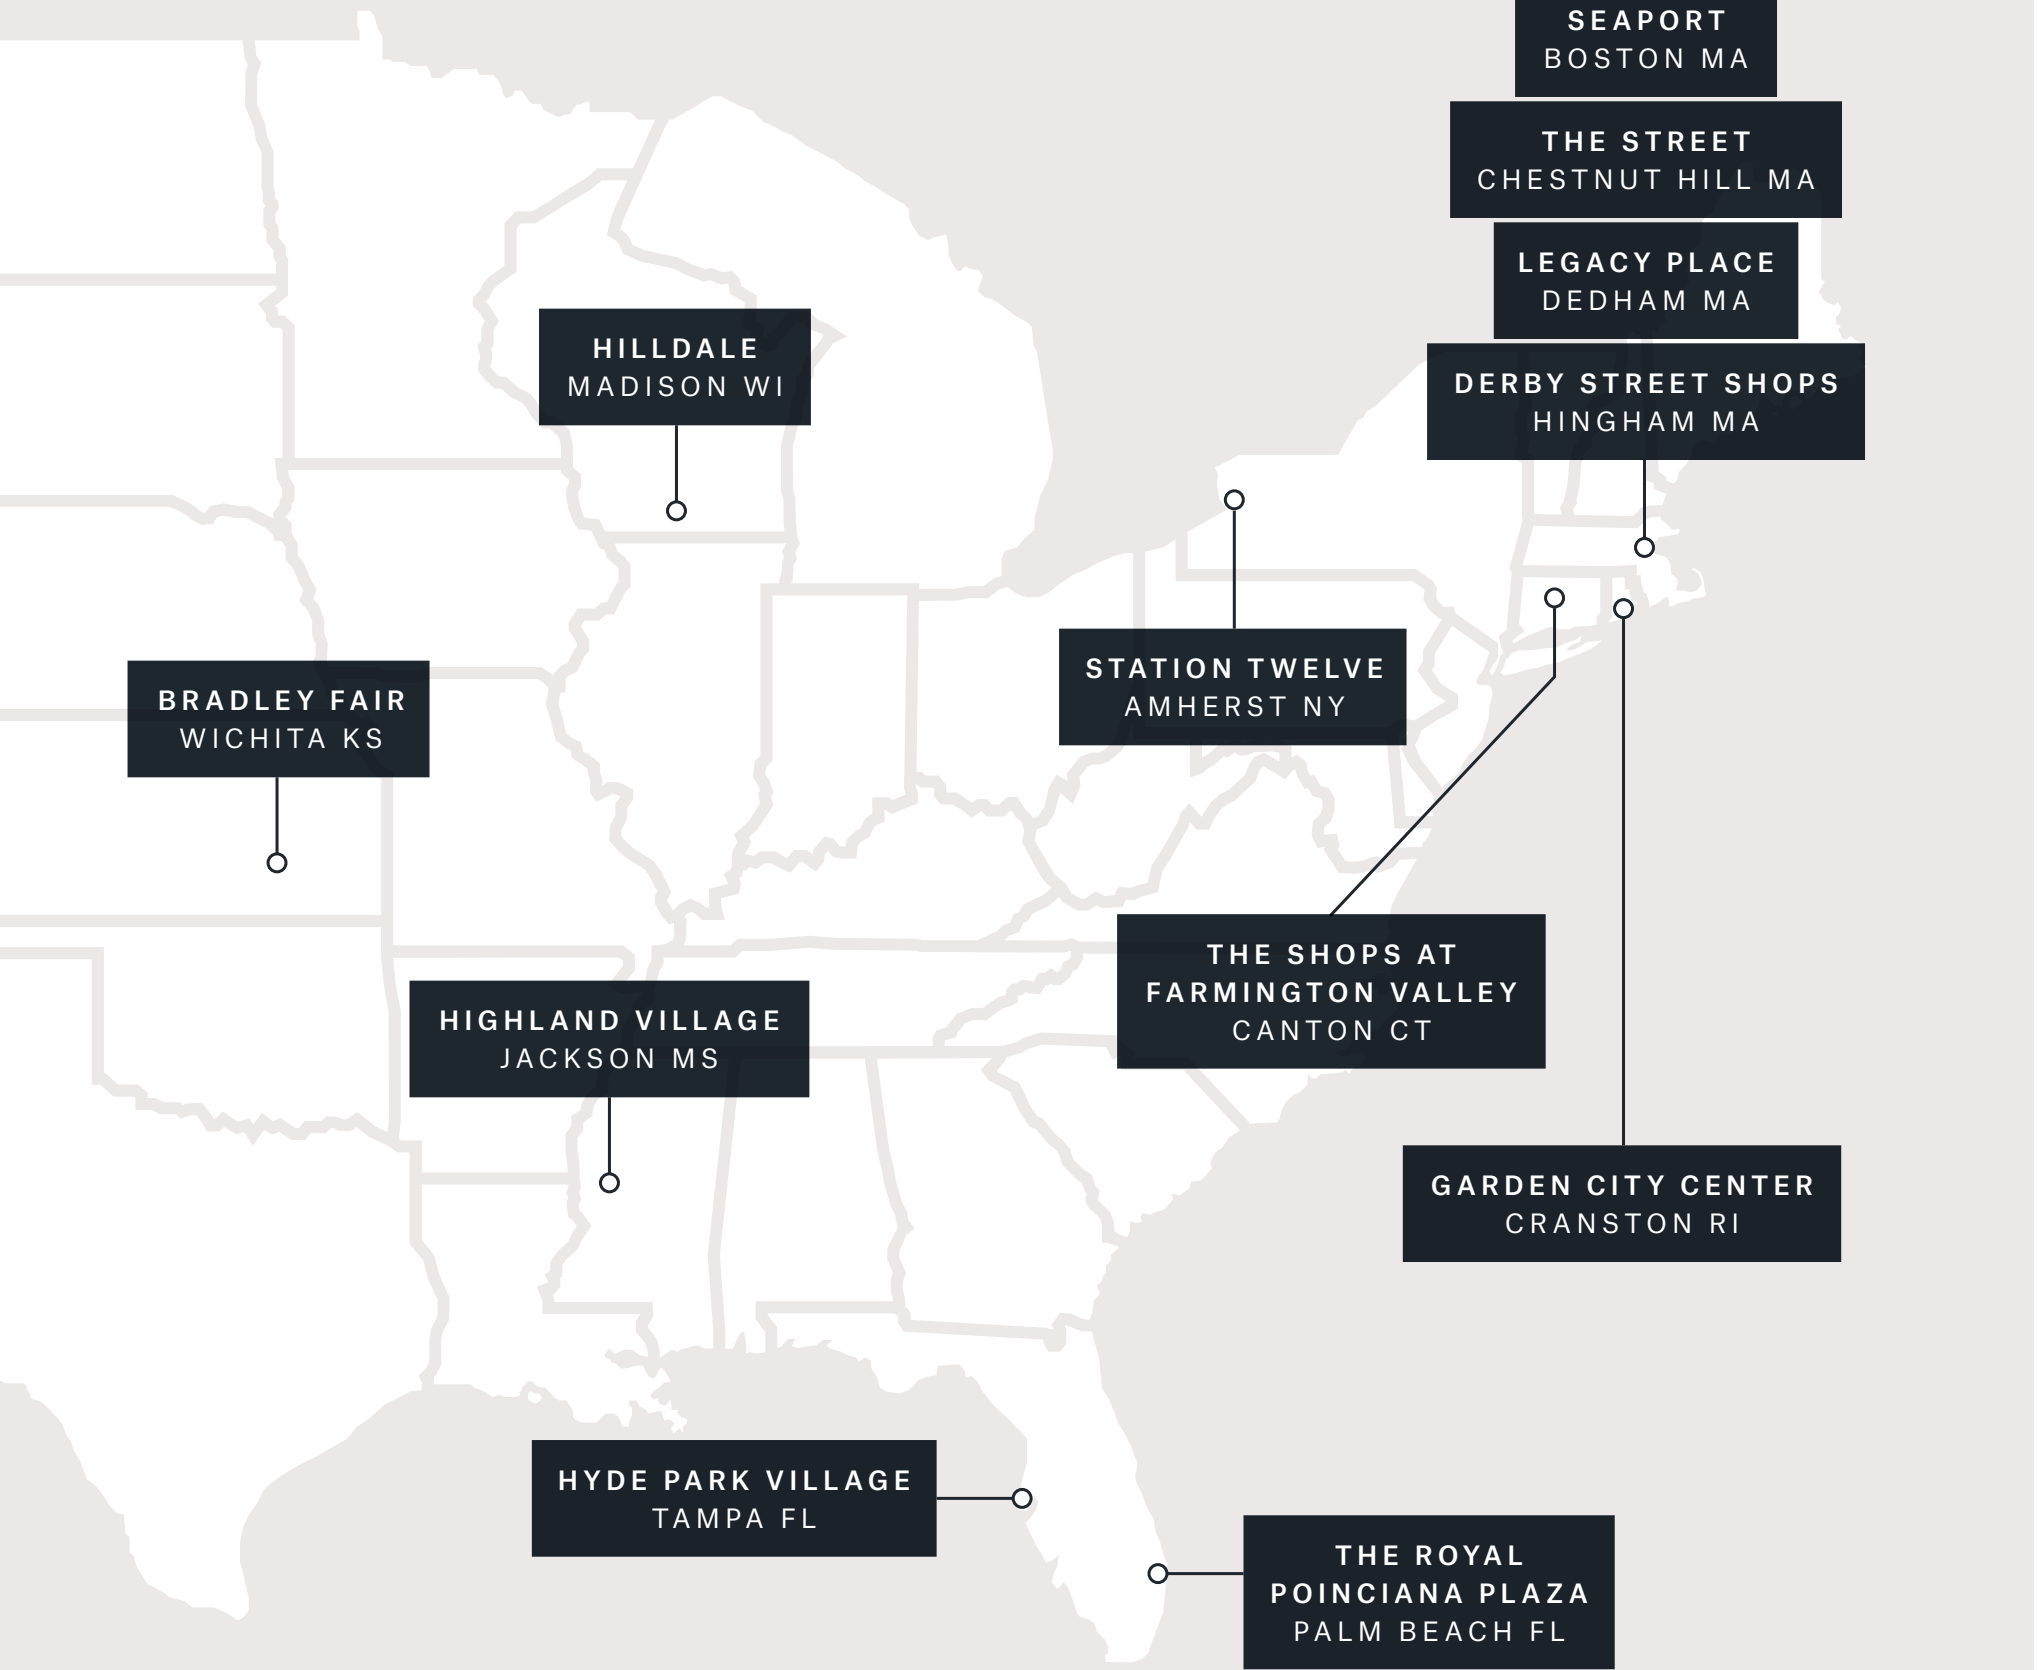 SEAPORT
BOSTON MA
THE STREET
CHESTNUT HILL MA
LEGACY PLACE
DEDHAM MA
DERBY STREET SHOPS
HINGHAM MA
HILLDALE
MADISON WI
STATION TWELVE
AMHERST NY
BRADLEY FAIR
WICHITA KS
THE SHOPS AT
FARMINGTON VALLEY
CANTON CT
HIGHLAND VILLAGE
JACKSON MS
GARDEN CITY CENTER
CRANSTON RI
HYDE PARK VILLAGE
TAMPA FL
THE ROYAL
POINCIANA PLAZA
PALM BEACH FL